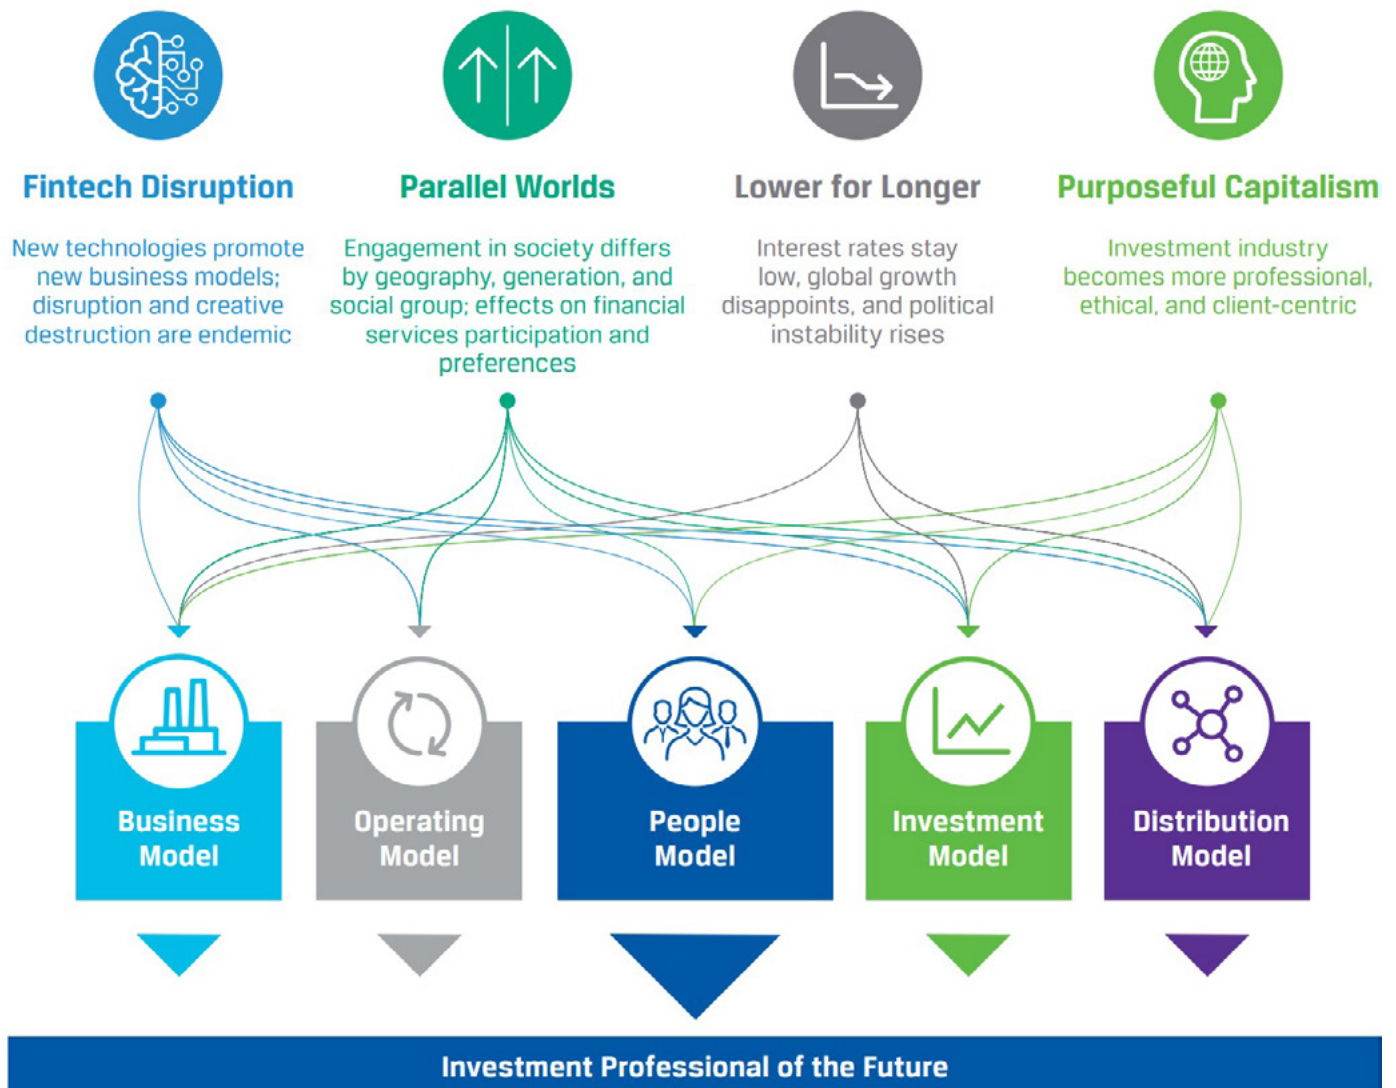 Fintech Disruption
New technologies promote
new business models;
disruption and creative
destruction are endemic
Parallel Worlds
Engagement in society differs
by geography, generation, and
social group; effects on financial
services participation and
preferences
Lower for Longer
Interest rates stay
low, global growth
disappoints, and political
instability rises
Purposeful Capitalism
Investment industry
becomes more professional,
ethical, and client-centric
Business
Model
Operating
Model
People
Model
Investment
Model
Distribution
Model
Investment Professional of the Future